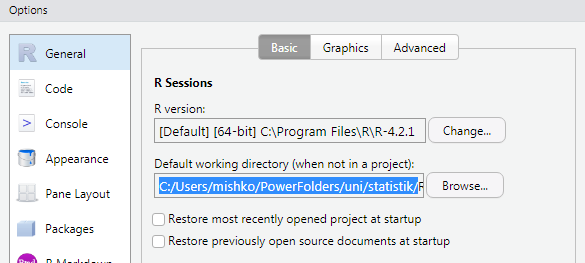 Options
General
Code
Console
Appearance
Pane Layout
Packages
R Markdown
Basic
Graphics
Advanced
R Sessions
R version:
[Default] [64-bit] C:\Program Files\R\R-4.2.1
Change...
Default working directory (when not in a project):
C:/Users/mishko/PowerFolders/uni/statistik/R
Browse...
Restore most recently opened project at startup
Restore previously open source documents at startup